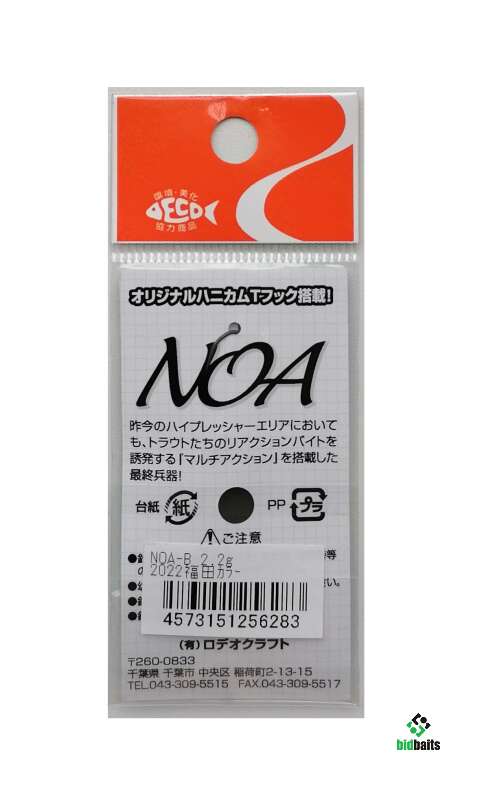 環境・美化
DECO
協力商品
オリジナルハニカムTフック搭載!
NOA
昨今のハイプレッシャーエリアにおいて
も、トラウトたちのリアクションバイトを
誘発する『マルチアクション』を搭載した
最終兵器!
台紙 紙 PP プラ
ご注意
NOA-B 2.2g
2022福田カラー
4573151256283
(有)ロデオクラフト
〒260-0833
千葉県 千葉市 中央区 稲荷町2-13-15
TEL.043-309-5515 FAX.043-309-5517
bidbaits